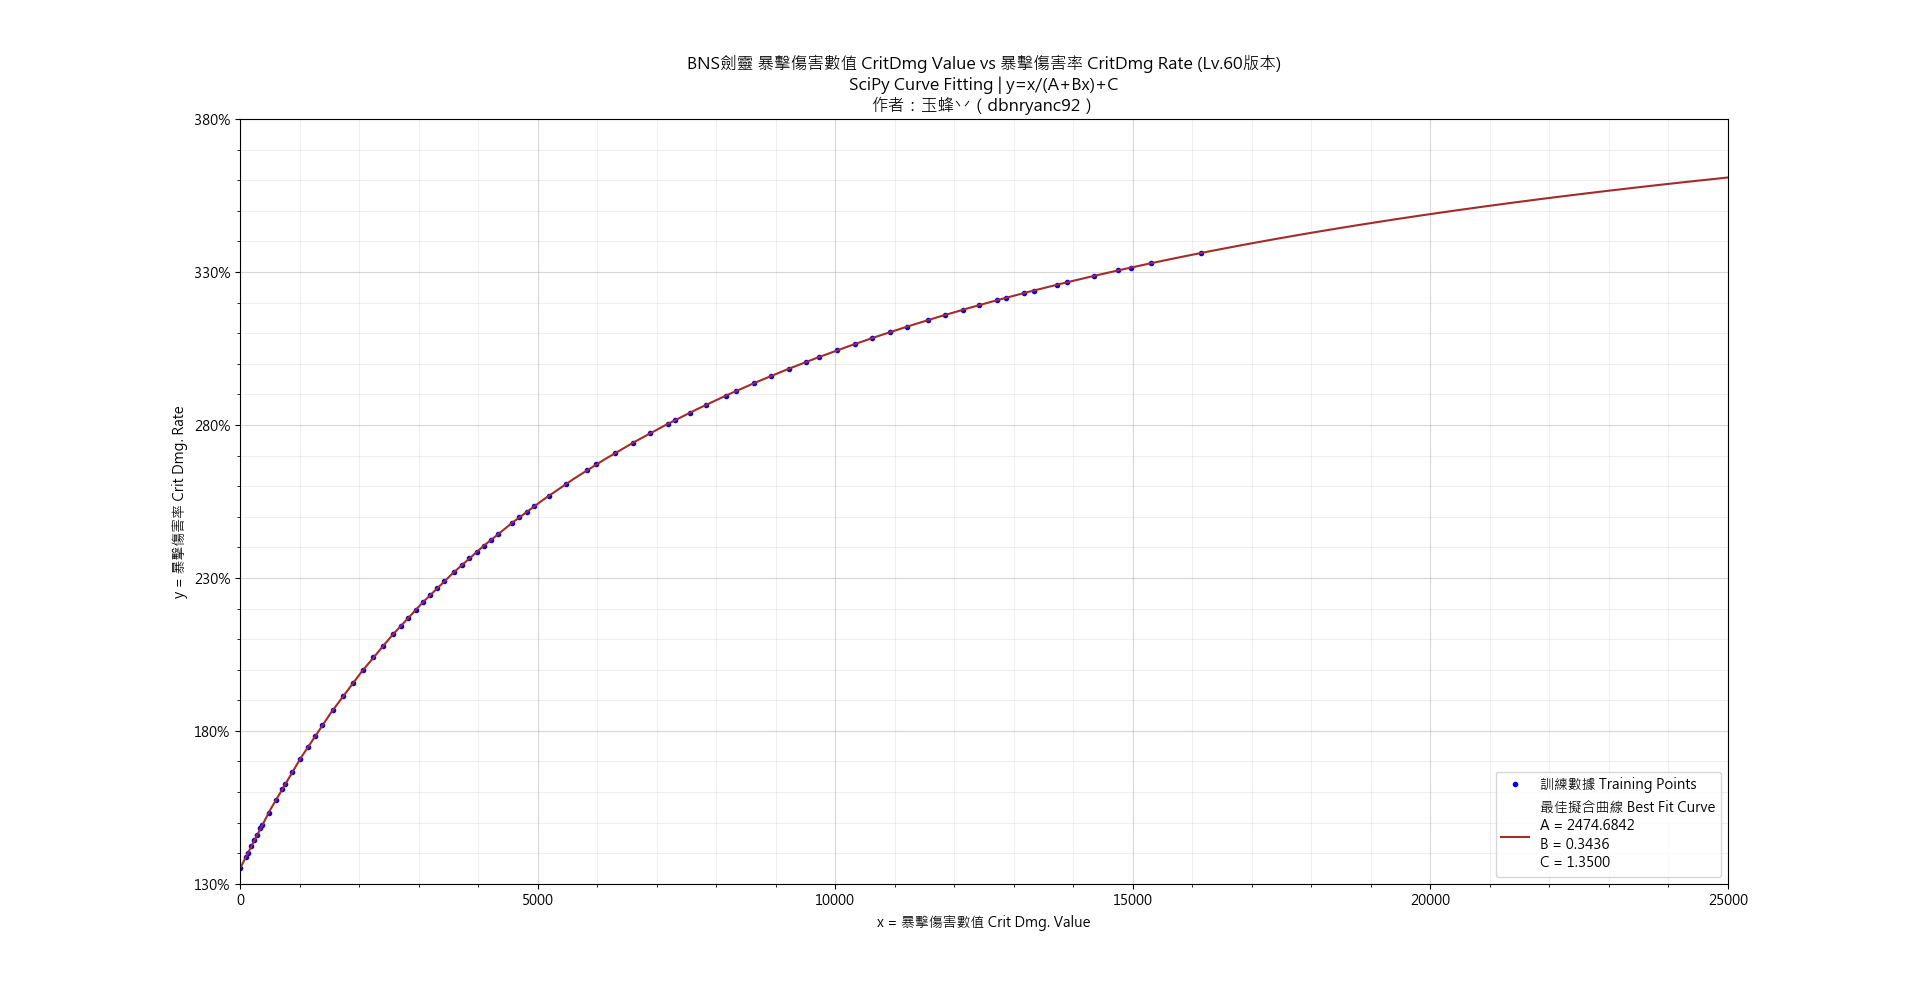 BNS劍靈 暴擊傷害數值 CritDmg Value vs 暴擊傷害率 CritDmg Rate (Lv.60版本)
SciPy Curve Fitting | y=x/(A+Bx)+C
作者：玉蜂ヽノ ( dbnryanc92 )
380%
330%
280%
230%
180%
130%
y = 暴擊傷害率 Crit Dmg. Rate
訓練數據 Training Points
最佳擬合曲線 Best Fit Curve
A = 2474.6842
B = 0.3436
C = 1.3500
0 5000 10000 15000 20000 25000
x = 暴擊傷害數值 Crit Dmg. Value